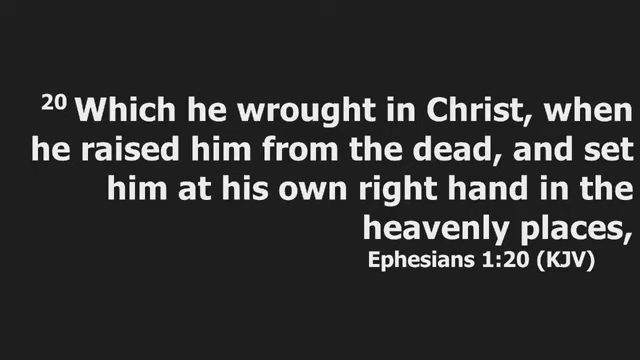 20 Which he wrought in Christ, when
he raised him from the dead, and set
him at his own right hand in the
heavenly places,
Ephesians 1:20 (KJV)